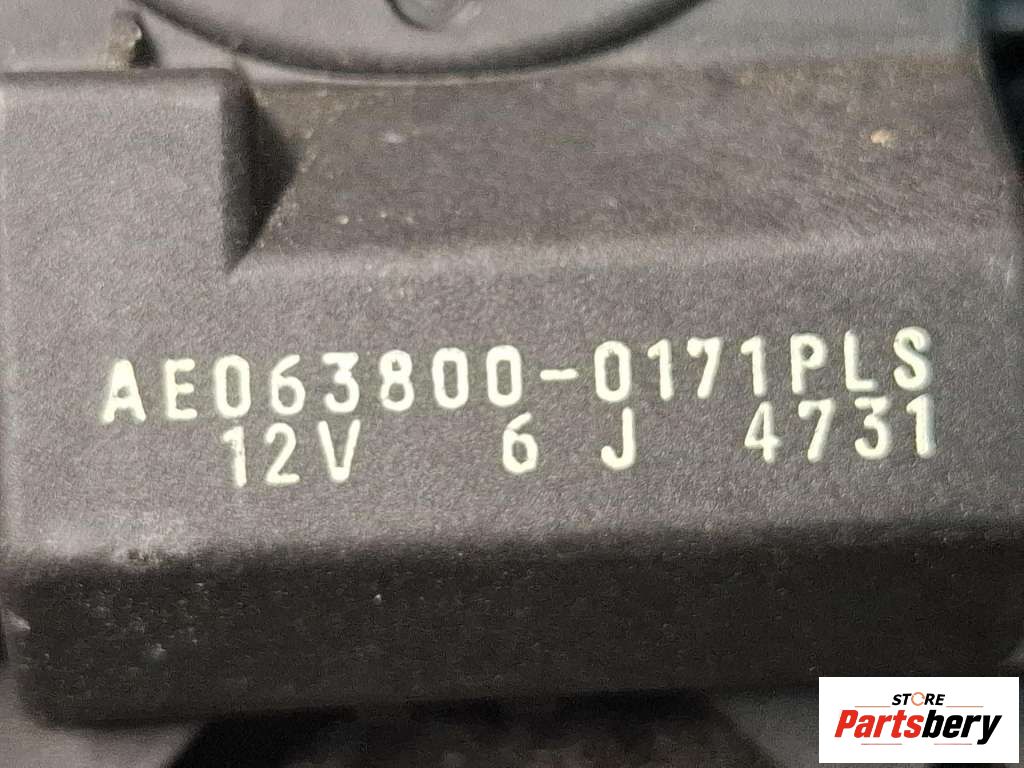 AE063800-0171PLS
12V 6 J 4731
STORE
Partsbery